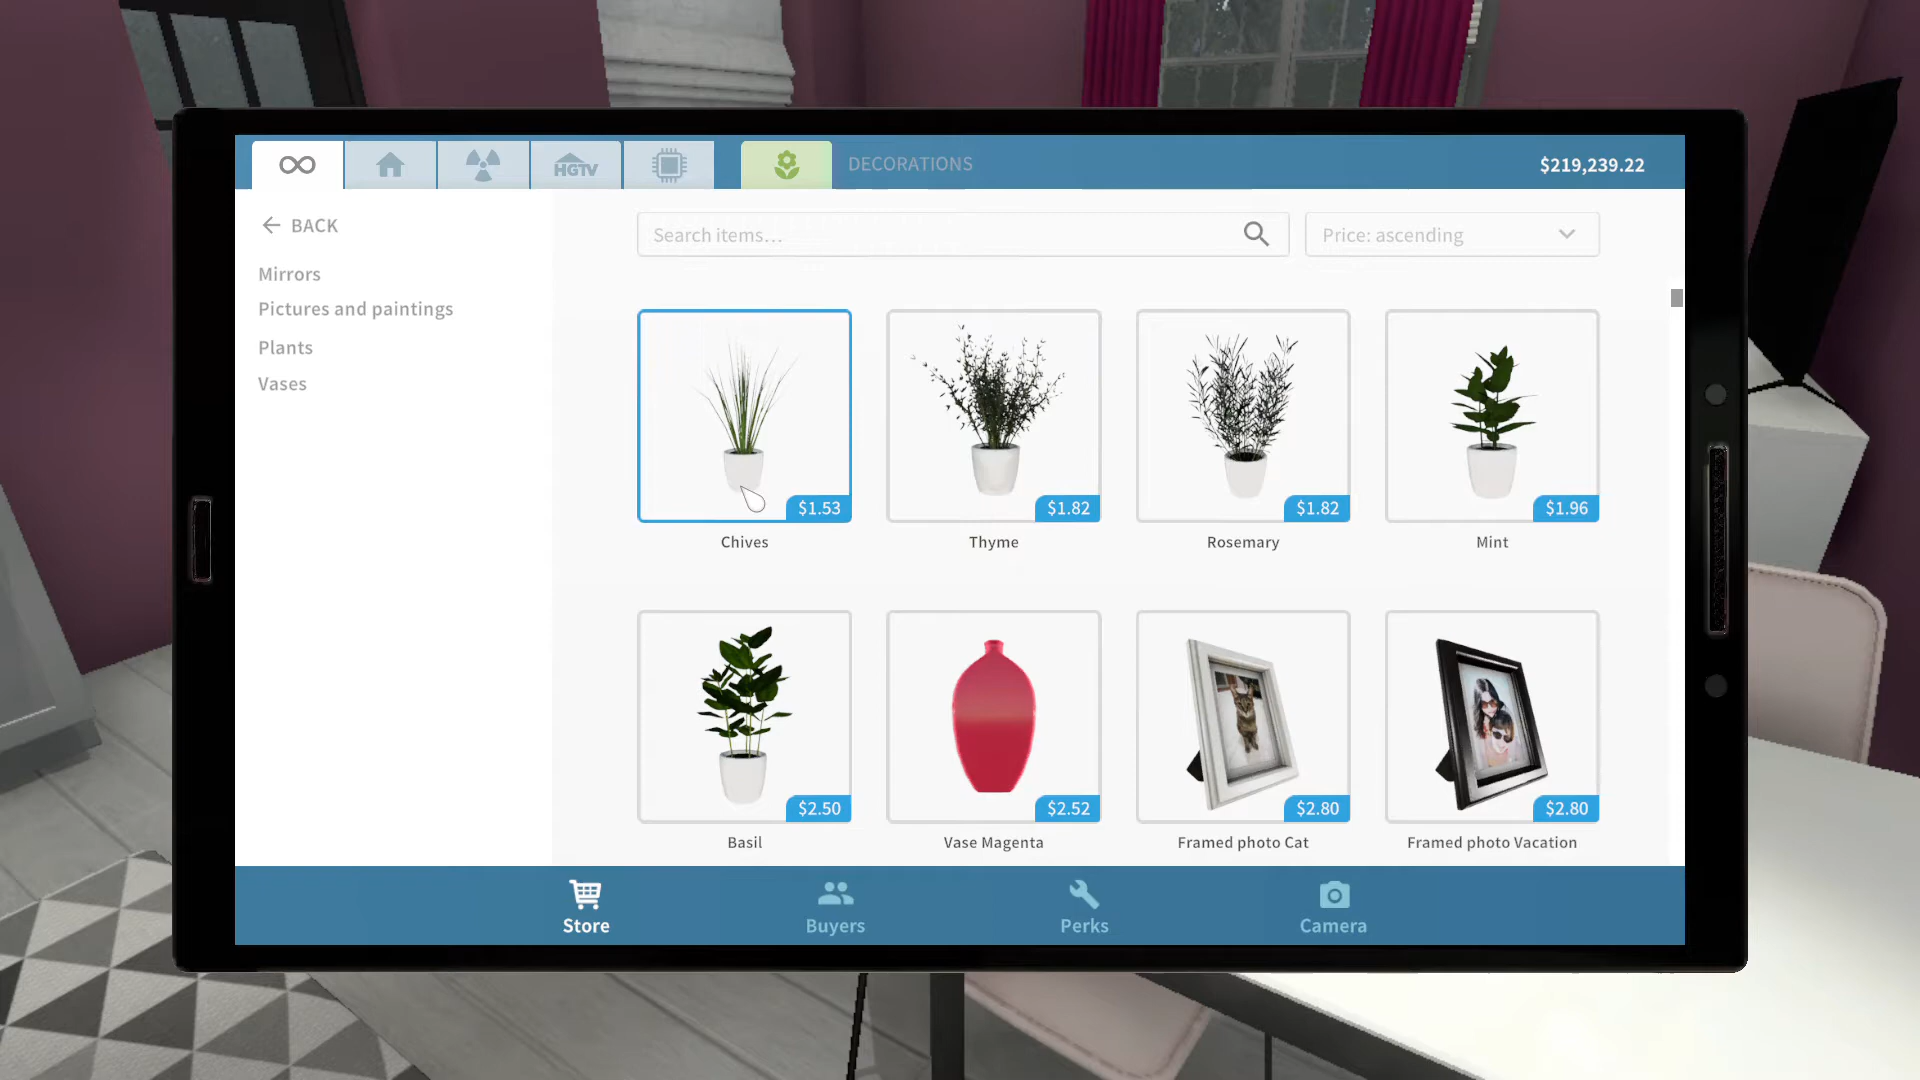 HGTV
DECORATIONS
$219,239.22
BACK
Search items...
Price: ascending
Mirrors
Pictures and paintings
Plants
Vases
$1.53
$1.82
$1.82
$1.96
Chives
Thyme
Rosemary
Mint
$2.50
$2.52
$2.80
$2.80
Basil
Vase Magenta
Framed photo Cat
Framed photo Vacation
Store
Buyers
Perks
Camera